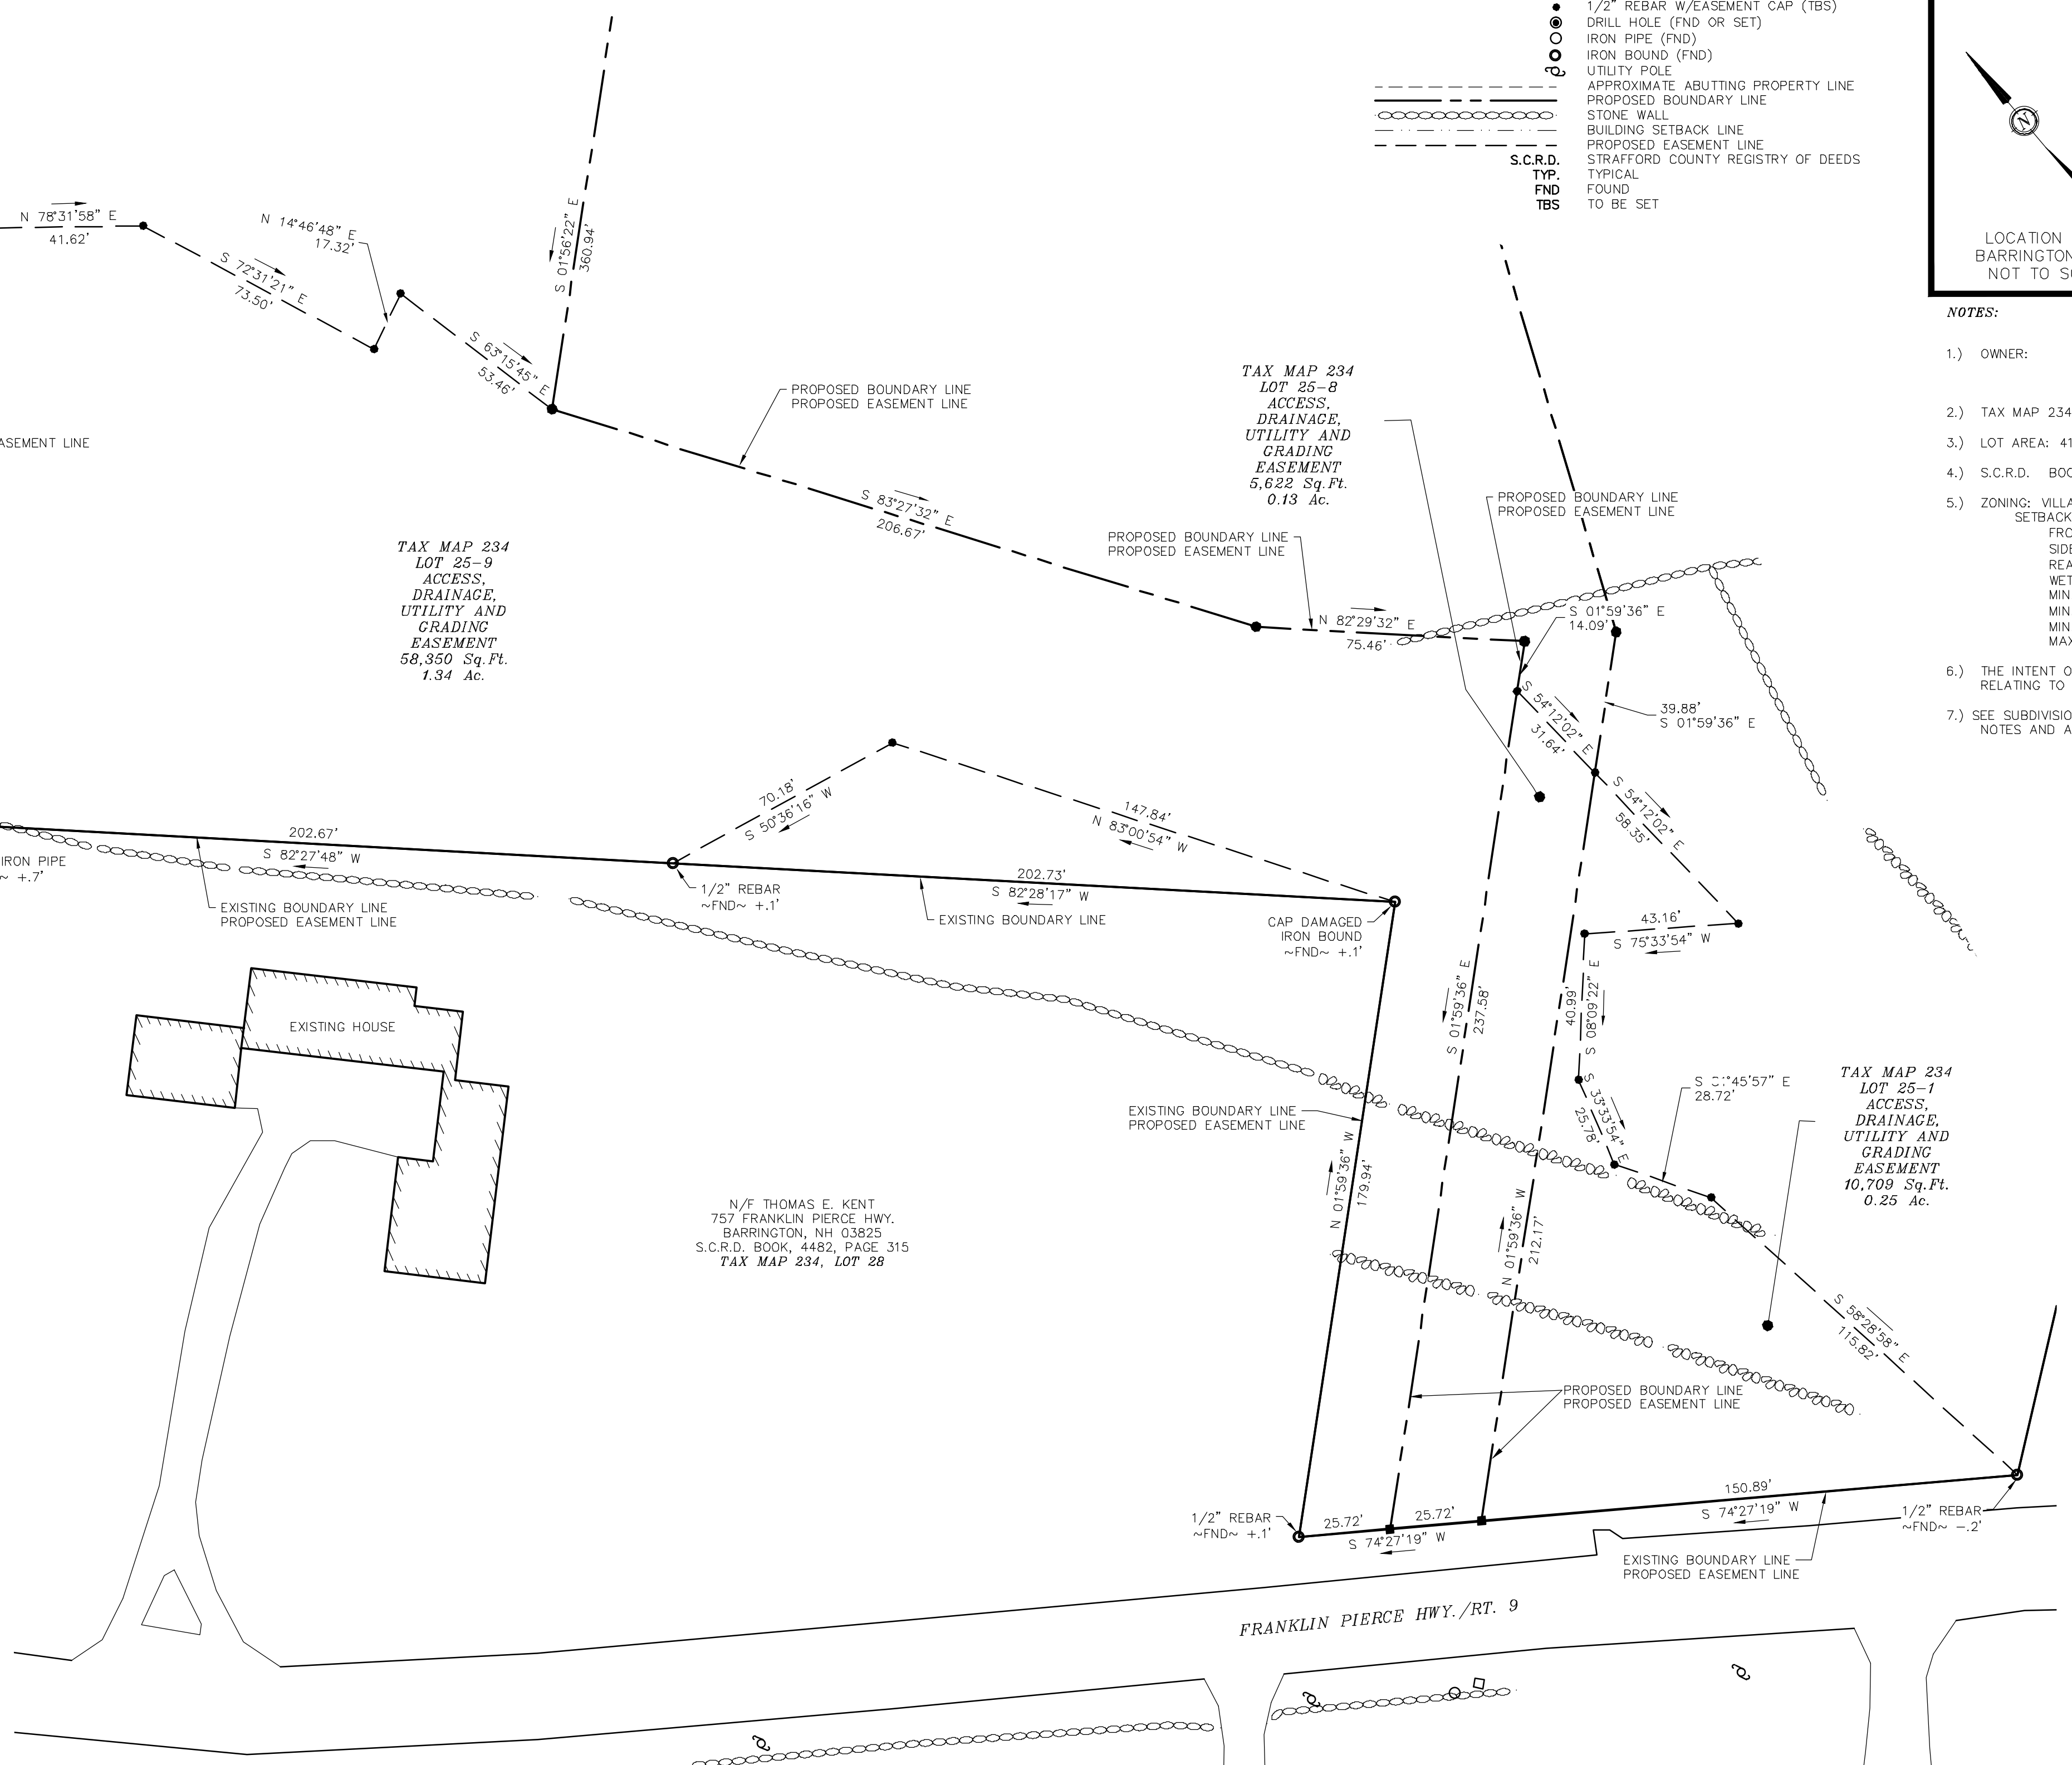 1/2" REBAR W/EASEMENT CAP (TBS)
DRILL HOLE (FND OR SET)
IRON PIPE (FND)
IRON BOUND (FND)
UTILITY POLE
APPROXIMATE ABUTTING PROPERTY LINE
PROPOSED BOUNDARY LINE
STONE WALL
BUILDING SETBACK LINE
PROPOSED EASEMENT LINE
S.C.R.D. STRAFFORD COUNTY REGISTRY OF DEEDS
TYP. TYPICAL
FND FOUND
TBS TO BE SET
N
LOCATION
BARRINGTON
NOT TO
NOTES:
1.) OWNER:
2.) TAX MAP 234
3.) LOT AREA: 41
4.) S.C.R.D.
5.) ZONING:
SETBACK
MIN
MIN
MIN
6.) THE INTENT
RELATING TO
7.) SEE
NOTES AND
N 78°31'58" E
41.62'
S 72°31'21" E
73.50'
N 14°46'48" E
17.32'
S 63°15'45" E
53.46'
S 01°56'22" E
360.94'
PROPOSED BOUNDARY LINE
PROPOSED EASEMENT LINE
LINE
S 83°27'32" E
206.67'
TAX MAP 234
LOT 25-8
ACCESS,
DRAINAGE,
UTILITY AND
GRADING
EASEMENT
5,622 Sq.Ft.
0.13 Ac.
PROPOSED BOUNDARY LINE
PROPOSED EASEMENT LINE
PROPOSED BOUNDARY LINE
PROPOSED EASEMENT LINE
TAX MAP 234
LOT 25-9
ACCESS,
DRAINAGE,
UTILITY AND
GRADING
EASEMENT
58,350 Sq.Ft.
1.34 Ac.
N 82°29'32" E
75.46'
S 01°59'36" E
14.09'
S 54°12'02" E
31.64'
39.88'
S 01°59'36" E
S 54°12'02" E
58.35'
70.18'
S 50°36'16" W
147.84'
N 83°00'54" W
202.67'
S 82°27'48" W
IRON PIPE
~ +.7'
EXISTING BOUNDARY LINE
PROPOSED EASEMENT LINE
1/2" REBAR
~FND~ +.1'
202.73'
S 82°28'17" W
EXISTING BOUNDARY LINE
CAP DAMAGED
IRON BOUND
~FND~ +.1'
43.16'
S 75°33'54" W
S 01°59'36" E
237.58'
40.99'
S 08°09'22" E
EXISTING HOUSE
S 33°33'54" E
25.78'
45'57" E
28.72'
TAX MAP 234
LOT 25-1
ACCESS,
DRAINAGE,
UTILITY AND
GRADING
EASEMENT
10,709 Sq.Ft.
0.25 Ac.
EXISTING BOUNDARY LINE
PROPOSED EASEMENT LINE
N 01°59'36" W
179.94'
N 01°59'36" W
212.17'
N/F THOMAS E. KENT
757 FRANKLIN PIERCE HWY.
BARRINGTON, NH 03825
S.C.R.D. BOOK, 4482, PAGE 315
TAX MAP 234, LOT 28
S 58°28'58" E
115.82'
PROPOSED BOUNDARY LINE
PROPOSED EASEMENT LINE
1/2" REBAR
~FND~ +.1'
25.72'
25.72'
S 74°27'19" W
150.89'
S 74°27'19" W
1/2" REBAR
~FND~ -.2'
EXISTING BOUNDARY LINE
PROPOSED EASEMENT LINE
FRANKLIN PIERCE HWY./RT. 9